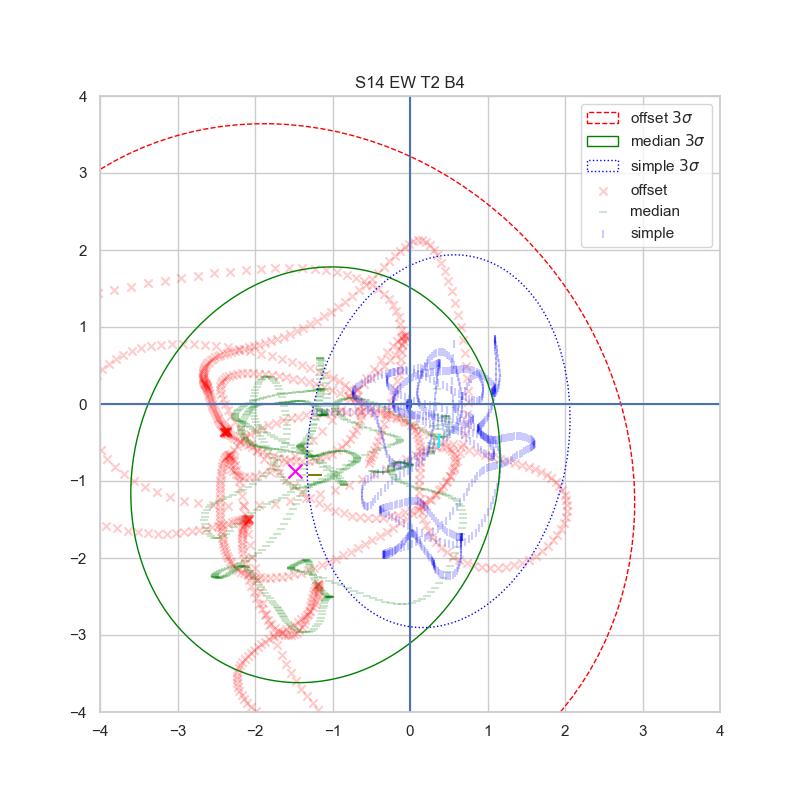 S14 EW T2 B4
offset 3σ
median 3σ
simple 3σ
offset
median
simple
4
3
2
1
0
−1
−2
−3
−4
−4 −3 −2 −1 0 1 2 3 4